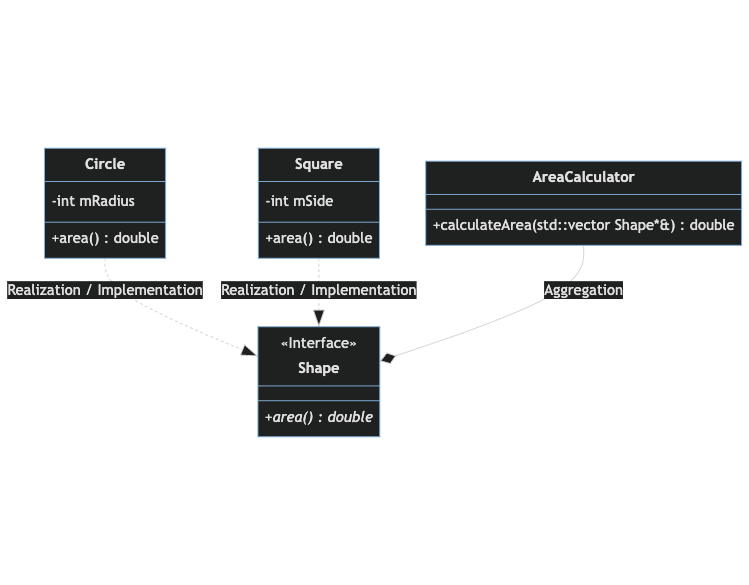 Circle
-int mRadius
+area() : double
Square
-int mSide
+area() : double
AreaCalculator
+calculateArea(std::vector Shape*&) : double
Realization / Implementation
Realization / Implementation
Aggregation
«Interface»
Shape
+area() : double